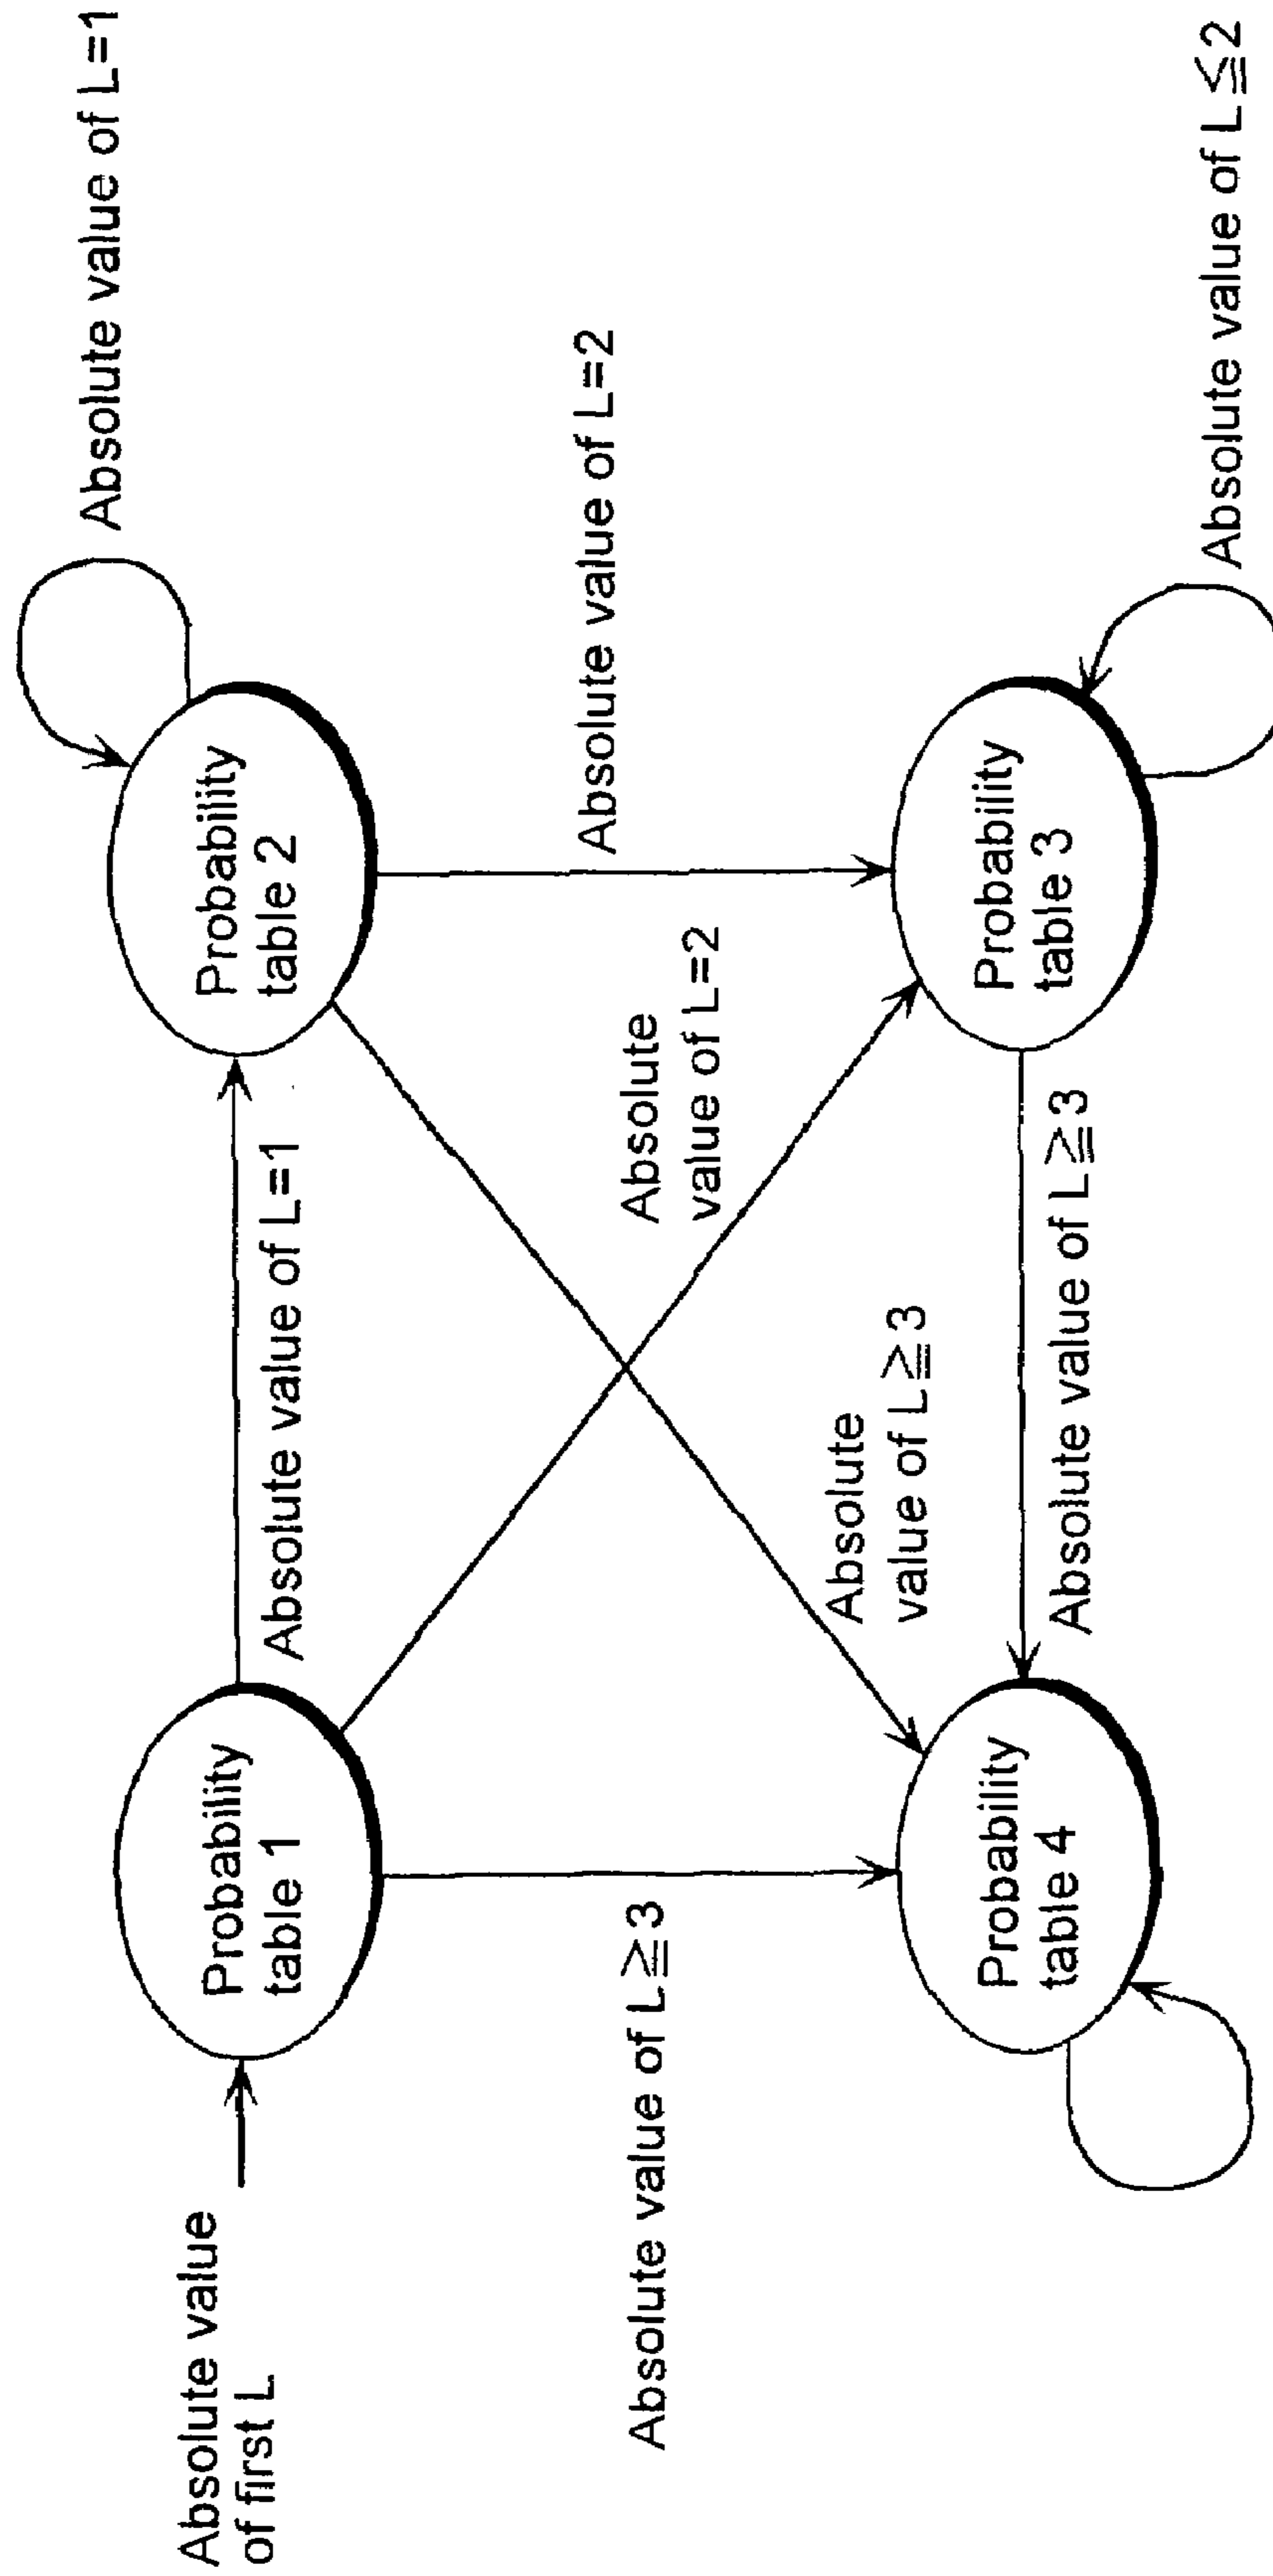 Absolute value
of first L
Probability
table 1
Absolute value of L=1
Probability
table 2
Absolute value of L=1
Absolute value of L≧3
Absolute
value of L=2
Absolute value of L=2
Absolute
value of L≧3
Probability
table 4
Absolute value of L≧3
Probability
table 3
Absolute value of L≦2